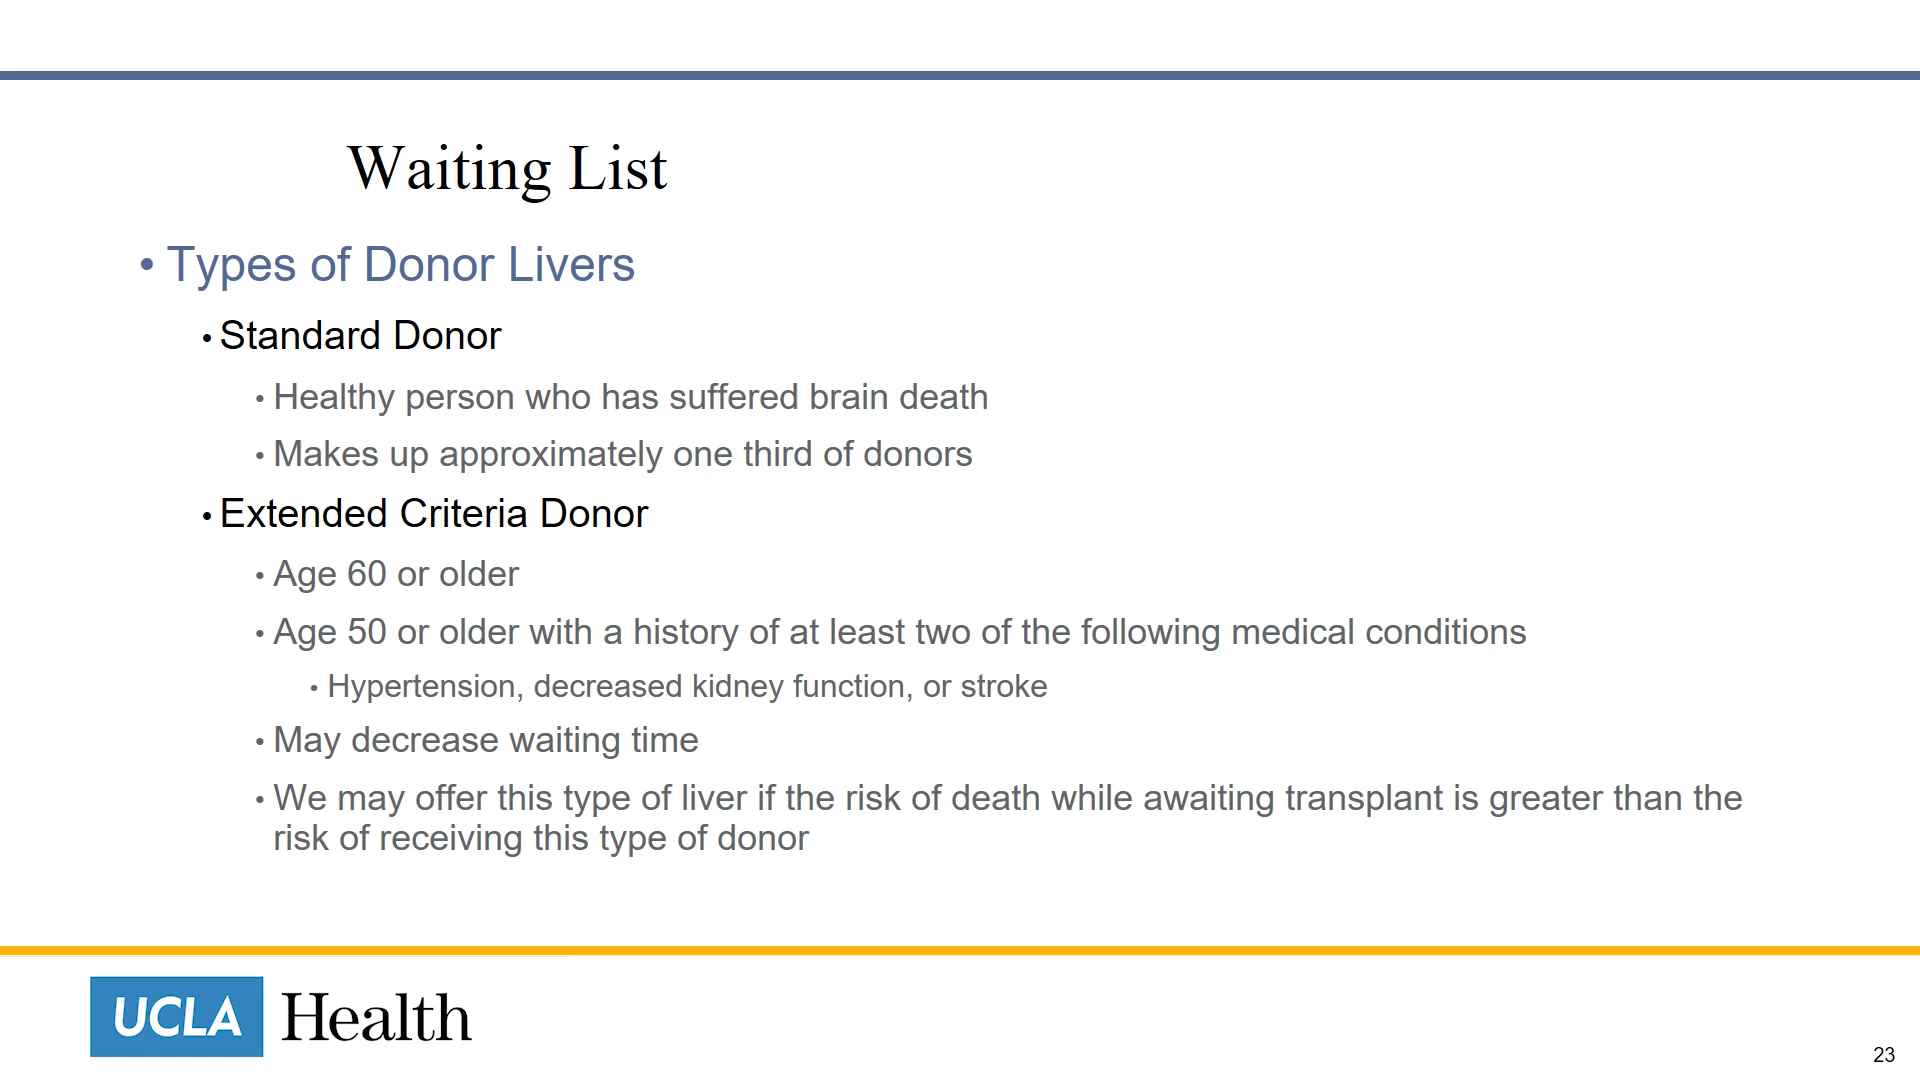 Waiting List
• Types of Donor Livers
• Standard Donor
• Healthy person who has suffered brain death
• Makes up approximately one third of donors
• Extended Criteria Donor
• Age 60 or older
• Age 50 or older with a history of at least two of the following medical conditions
• Hypertension, decreased kidney function, or stroke
• May decrease waiting time
• We may offer this type of liver if the risk of death while awaiting transplant is greater than the
risk of receiving this type of donor
UCLA Health
23